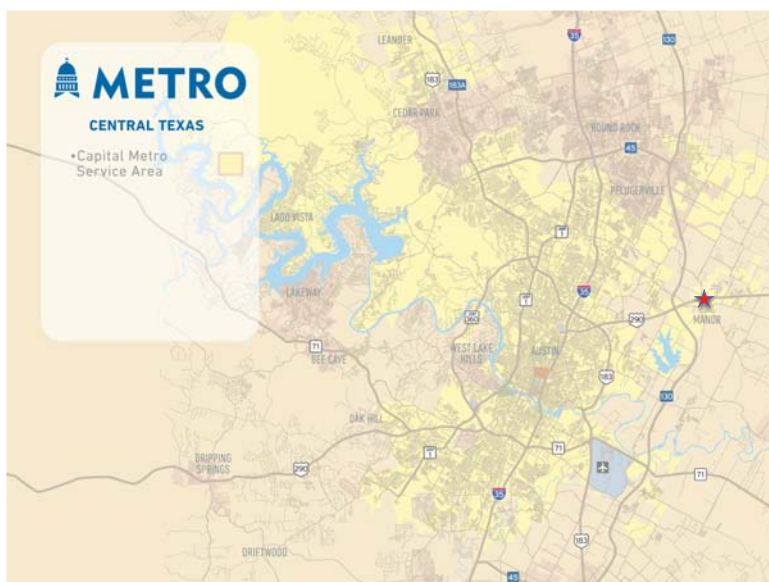 METRO
CENTRAL TEXAS
•Capital Metro
Service Area
LEANDER
35
130
183
183A
CEDAR PARK
ROUND ROCK
45
PFLUGERVILLE
LAGO VISTA
1
35
LAKEWAY
1
360
290
MANOR
71
BEE CAVE
WEST LAKE
HILLS
AUSTIN
183
130
OAK HILL
1
71
DRIPPING
SPRINGS
290
71
35
183
DRIFTWOOD
45